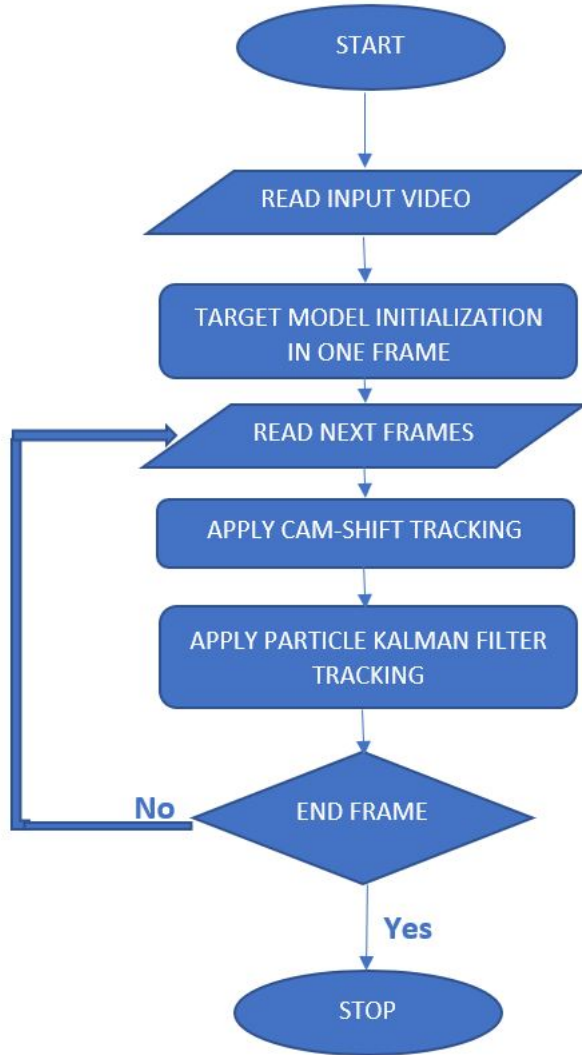 START
READ INPUT VIDEO
TARGET MODEL INITIALIZATION
IN ONE FRAME
READ NEXT FRAMES
APPLY CAM-SHIFT TRACKING
APPLY PARTICLE KALMAN FILTER
TRACKING
END FRAME
No
Yes
STOP